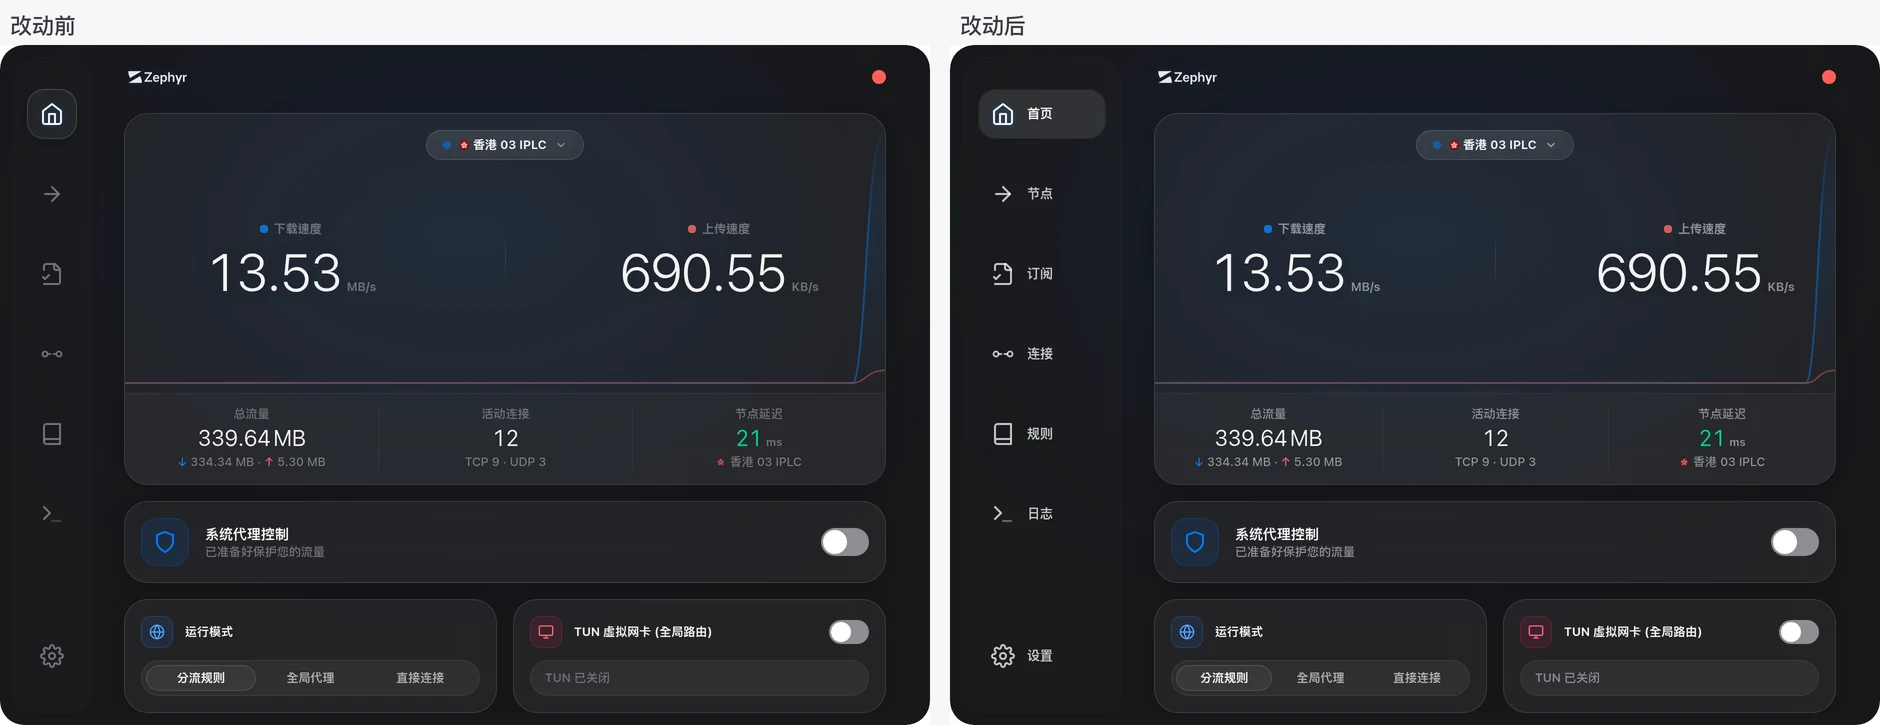 改动前
Zephyr
香港 03 IPLC
下载速度
上传速度
13.53 MB/s
690.55 KB/s
总流量
活动连接
节点延迟
339.64 MB
12
21 ms
↓ 334.34 MB · ↑ 5.30 MB
TCP 9 · UDP 3
香港 03 IPLC
系统代理控制
已准备好保护您的流量
运行模式
TUN 虚拟网卡 (全局路由)
分流规则
全局代理
直接连接
TUN 已关闭
改动后
首页
节点
订阅
连接
规则
日志
设置
Zephyr
香港 03 IPLC
下载速度
上传速度
13.53 MB/s
690.55 KB/s
总流量
活动连接
节点延迟
339.64 MB
12
21 ms
↓ 334.34 MB · ↑ 5.30 MB
TCP 9 · UDP 3
香港 03 IPLC
系统代理控制
已准备好保护您的流量
运行模式
TUN 虚拟网卡 (全局路由)
分流规则
全局代理
直接连接
TUN 已关闭